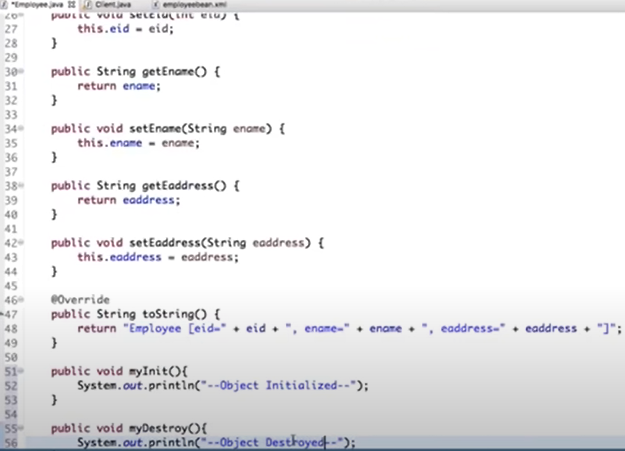 *Employee.java Client.java employeebean.xml
26 public void setEid(int eid) {
27 this.eid = eid;
28 }
29
30 public String getEname() {
31 return ename;
32 }
33
34 public void setEname(String ename) {
35 this.ename = ename;
36 }
37
38 public String getEaddress() {
39 return eaddress;
40 }
41
42 public void setEaddress(String eaddress) {
43 this.eaddress = eaddress;
44 }
45
46 @Override
47 public String toString() {
48 return "Employee [eid=" + eid + ", ename=" + ename + ", eaddress=" + eaddress + "]";
49 }
50
51 public void myInit(){
52 System.out.println("--Object Initialized--");
53 }
54
55 public void myDestroy(){
56 System.out.println("--Object Destroyed--");